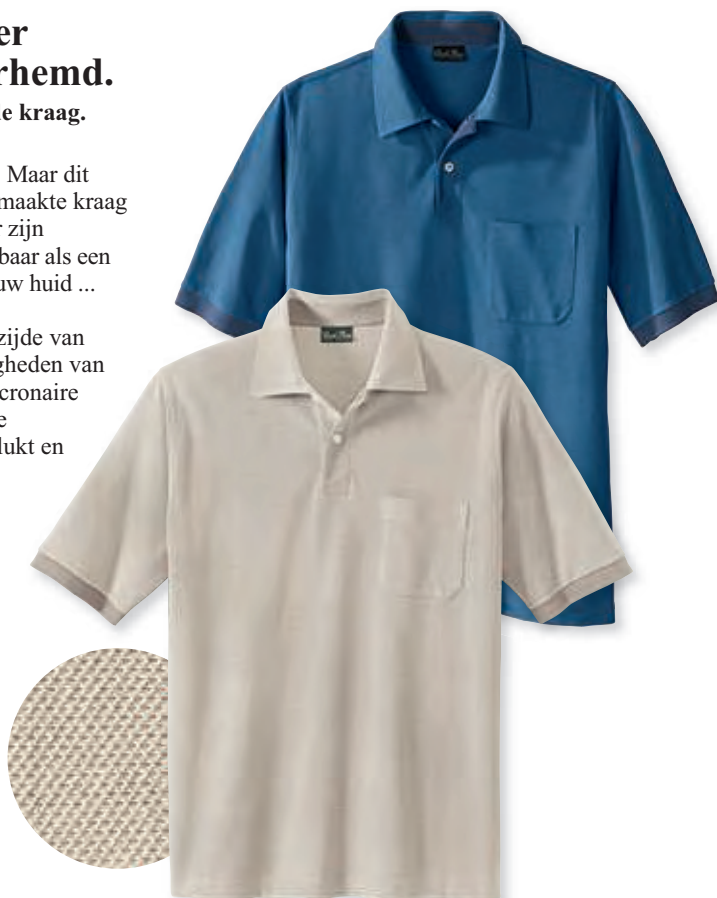 er
rhemd.
le kraag.
Maar dit
maakte kraag
r zijn
baar als een
uw huid ...
zijde van
gheden van
cronaire
e
lukt en